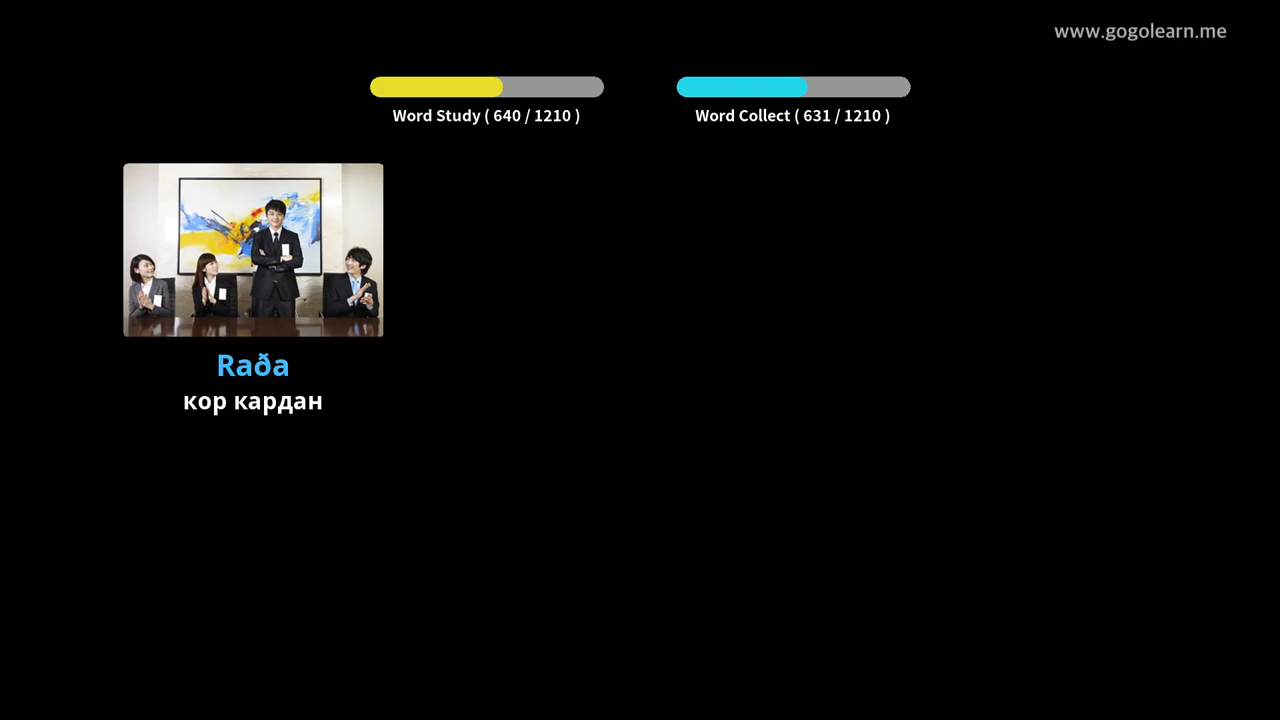 www.gogolearn.me
Word Study ( 640 / 1210 )
Word Collect ( 631 / 1210 )
Raða
кор кардан